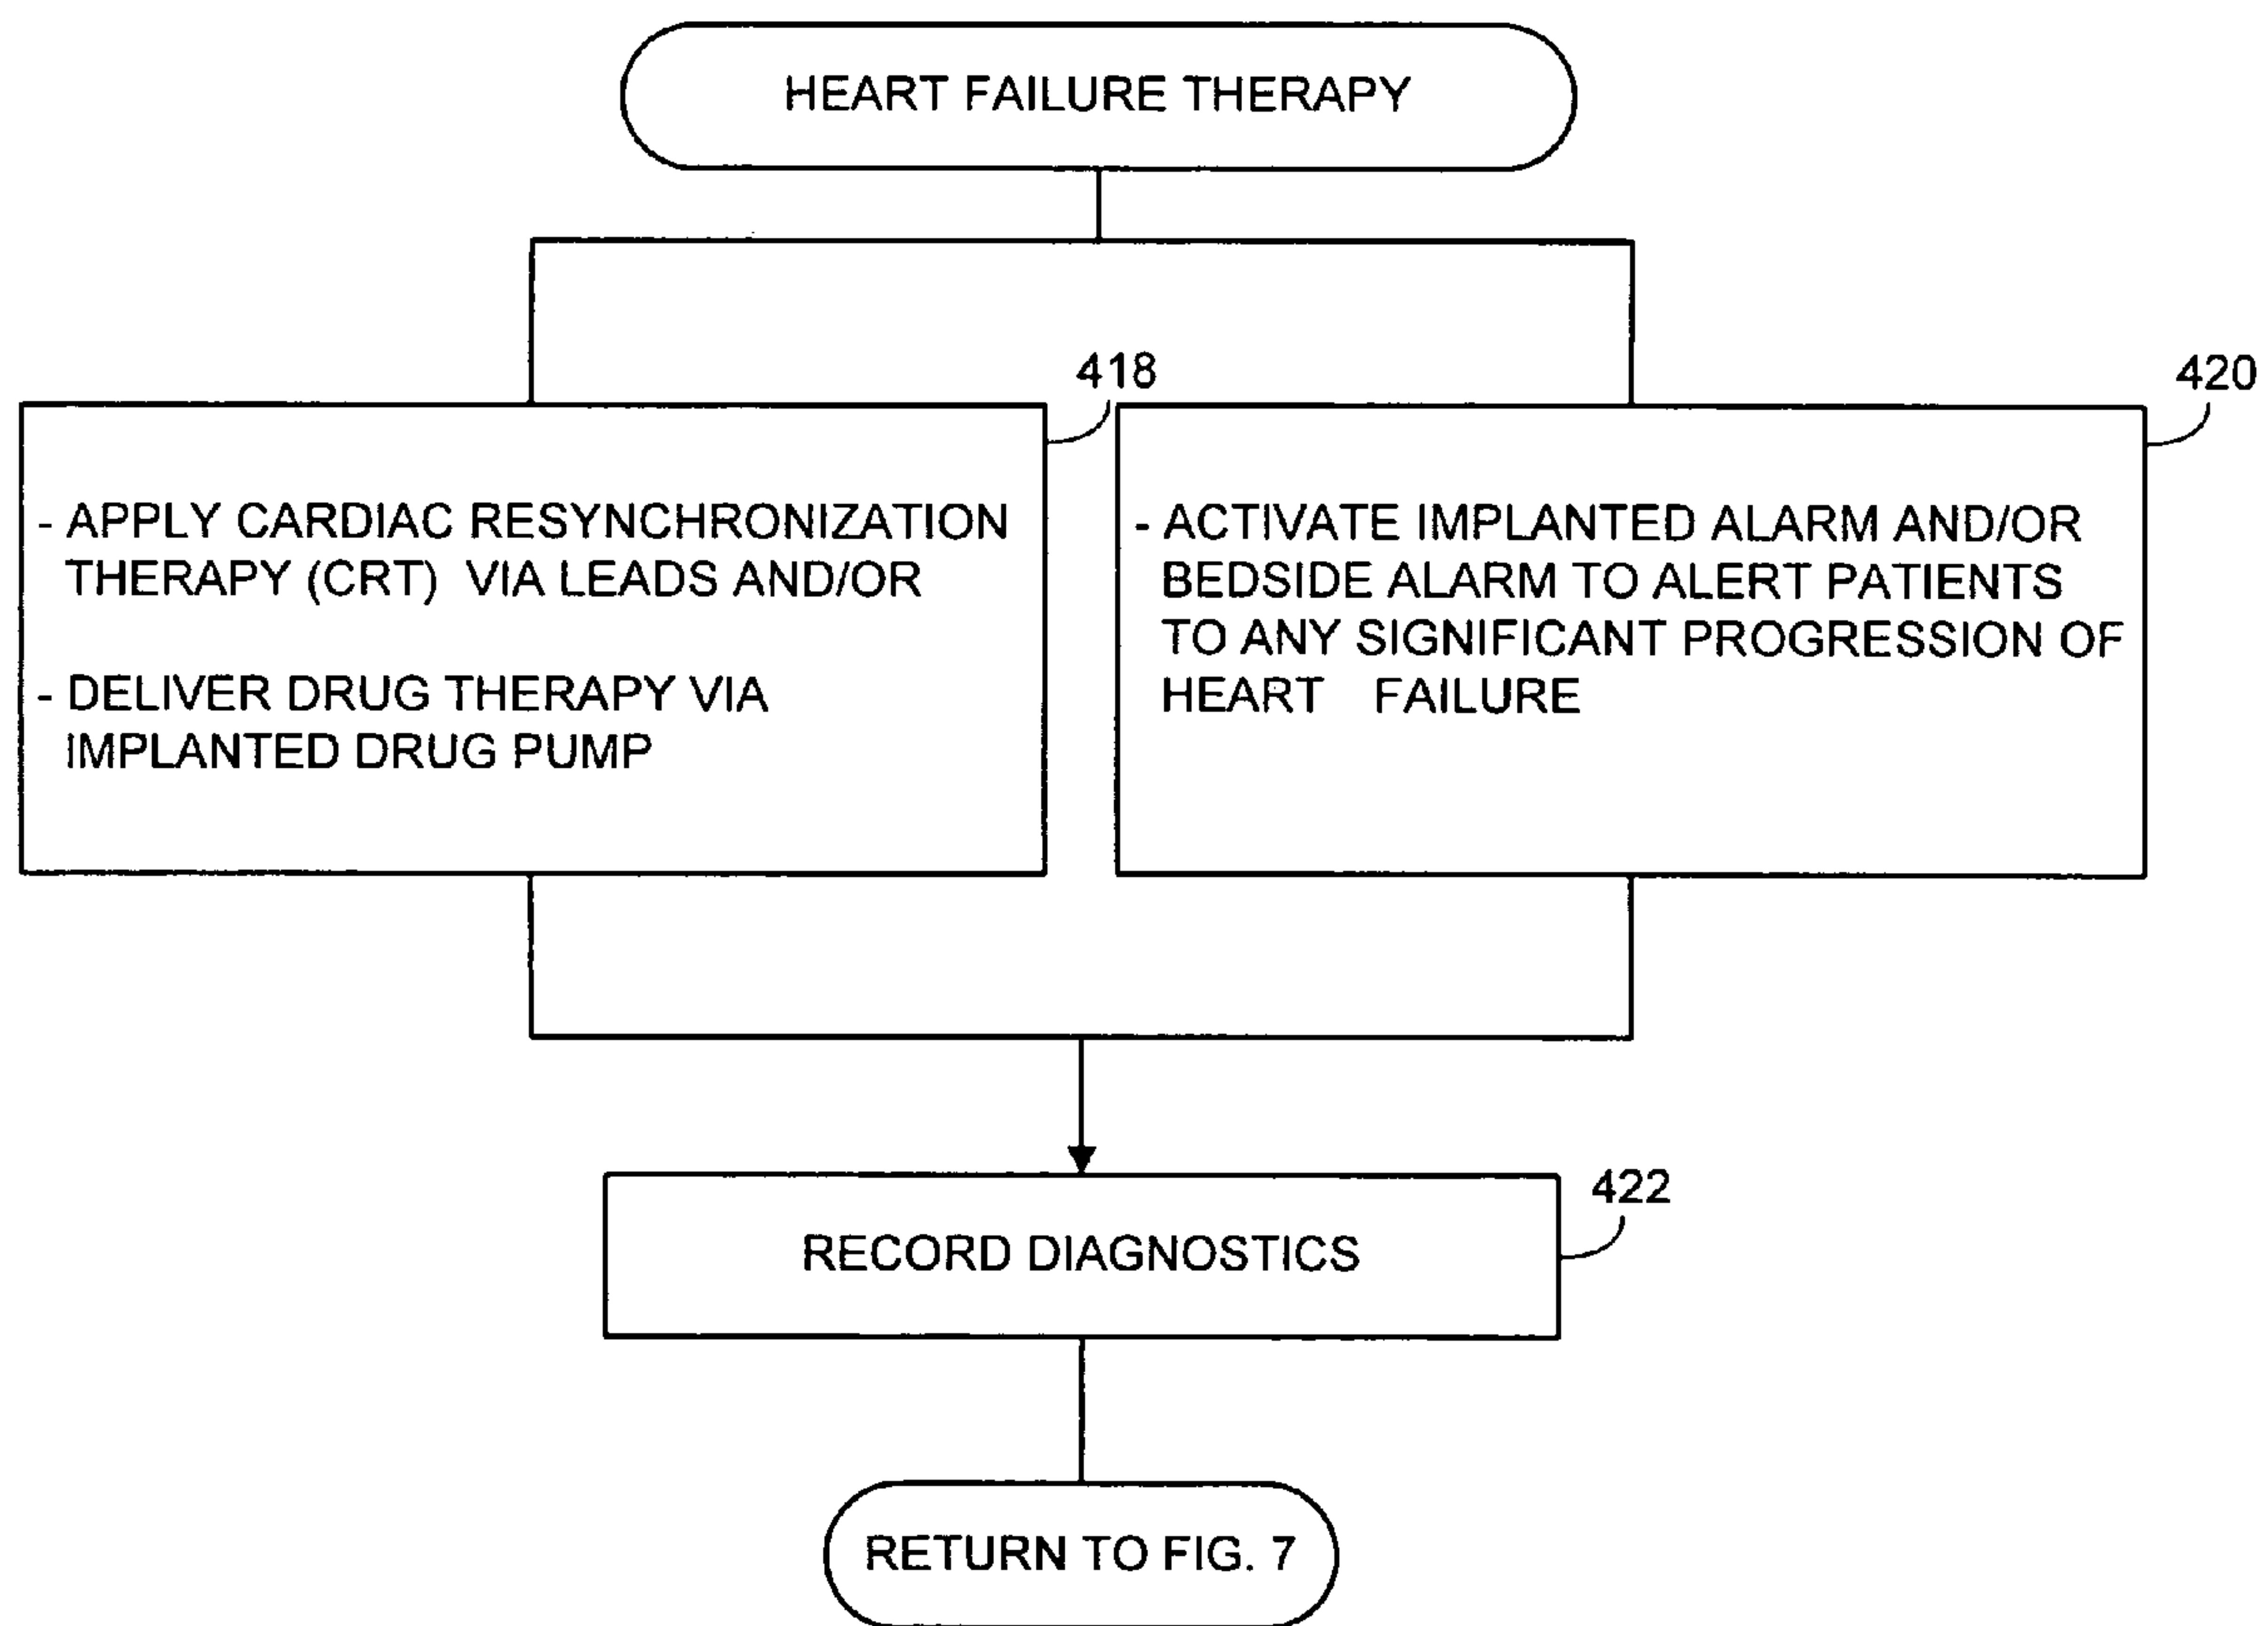 HEART FAILURE THERAPY
418
420
- APPLY CARDIAC RESYNCHRONIZATION
THERAPY (CRT) VIA LEADS AND/OR
- DELIVER DRUG THERAPY VIA
IMPLANTED DRUG PUMP
- ACTIVATE IMPLANTED ALARM AND/OR
BEDSIDE ALARM TO ALERT PATIENTS
TO ANY SIGNIFICANT PROGRESSION OF
HEART FAILURE
422
RECORD DIAGNOSTICS
RETURN TO FIG. 7